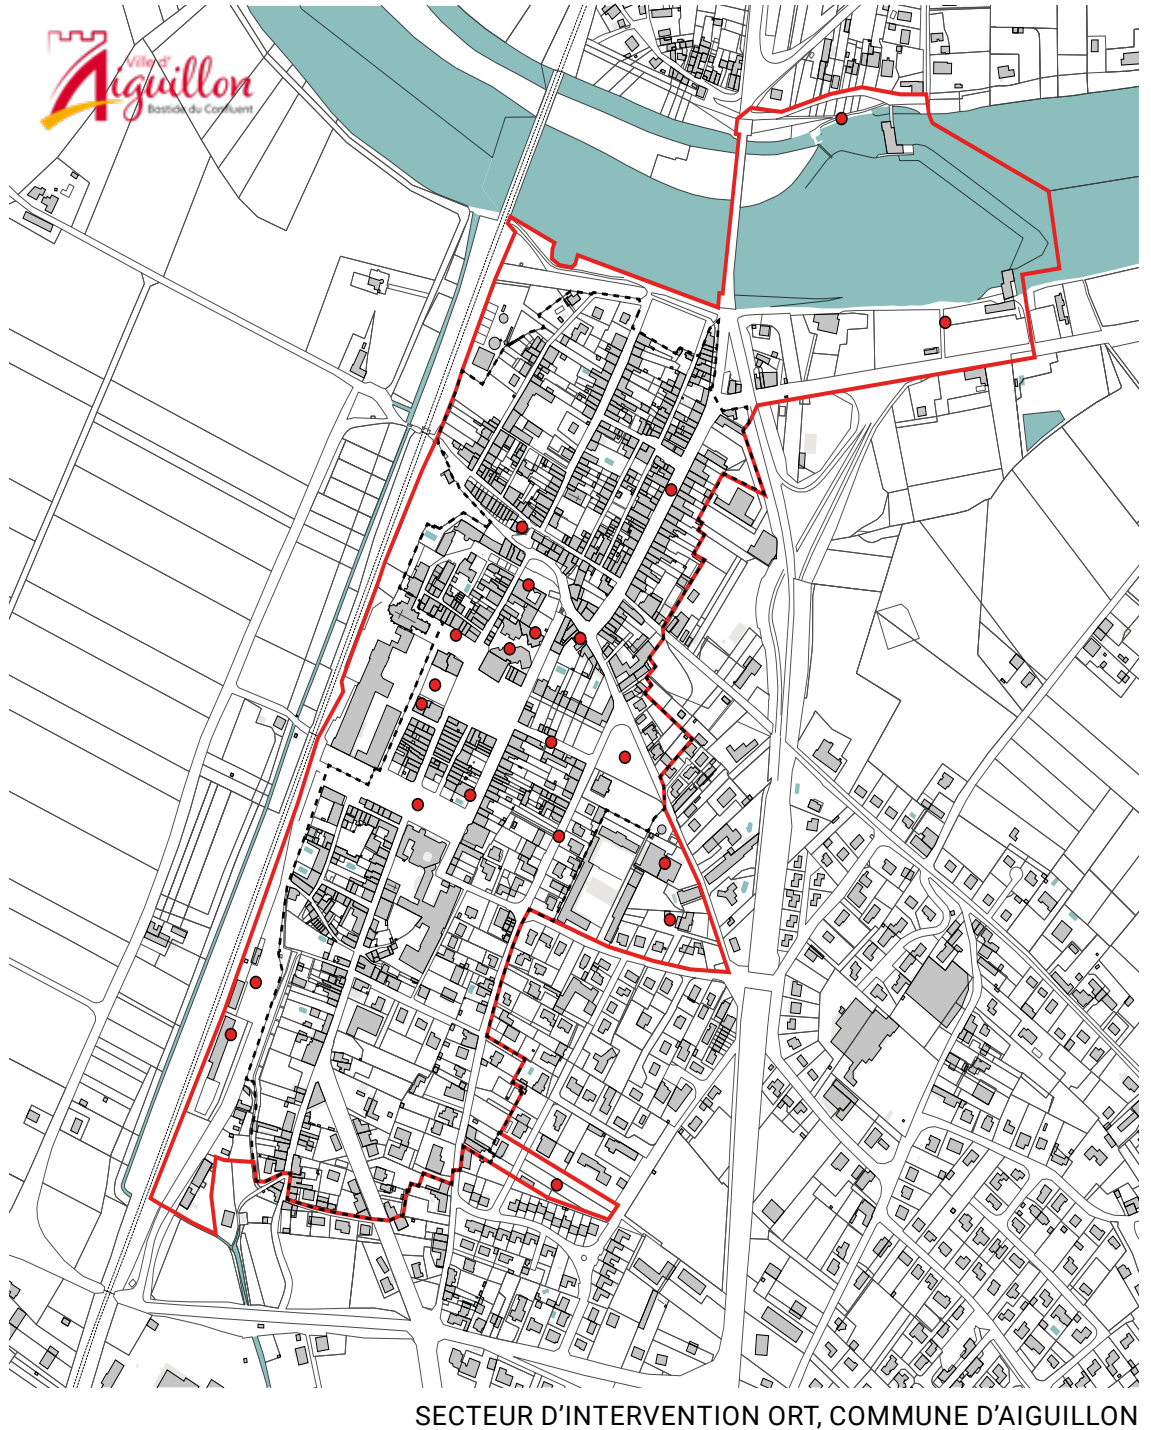 Ville d'
Aiguillon
Bastide du Confluent
SECTEUR D'INTERVENTION ORT, COMMUNE D'AIGUILLON